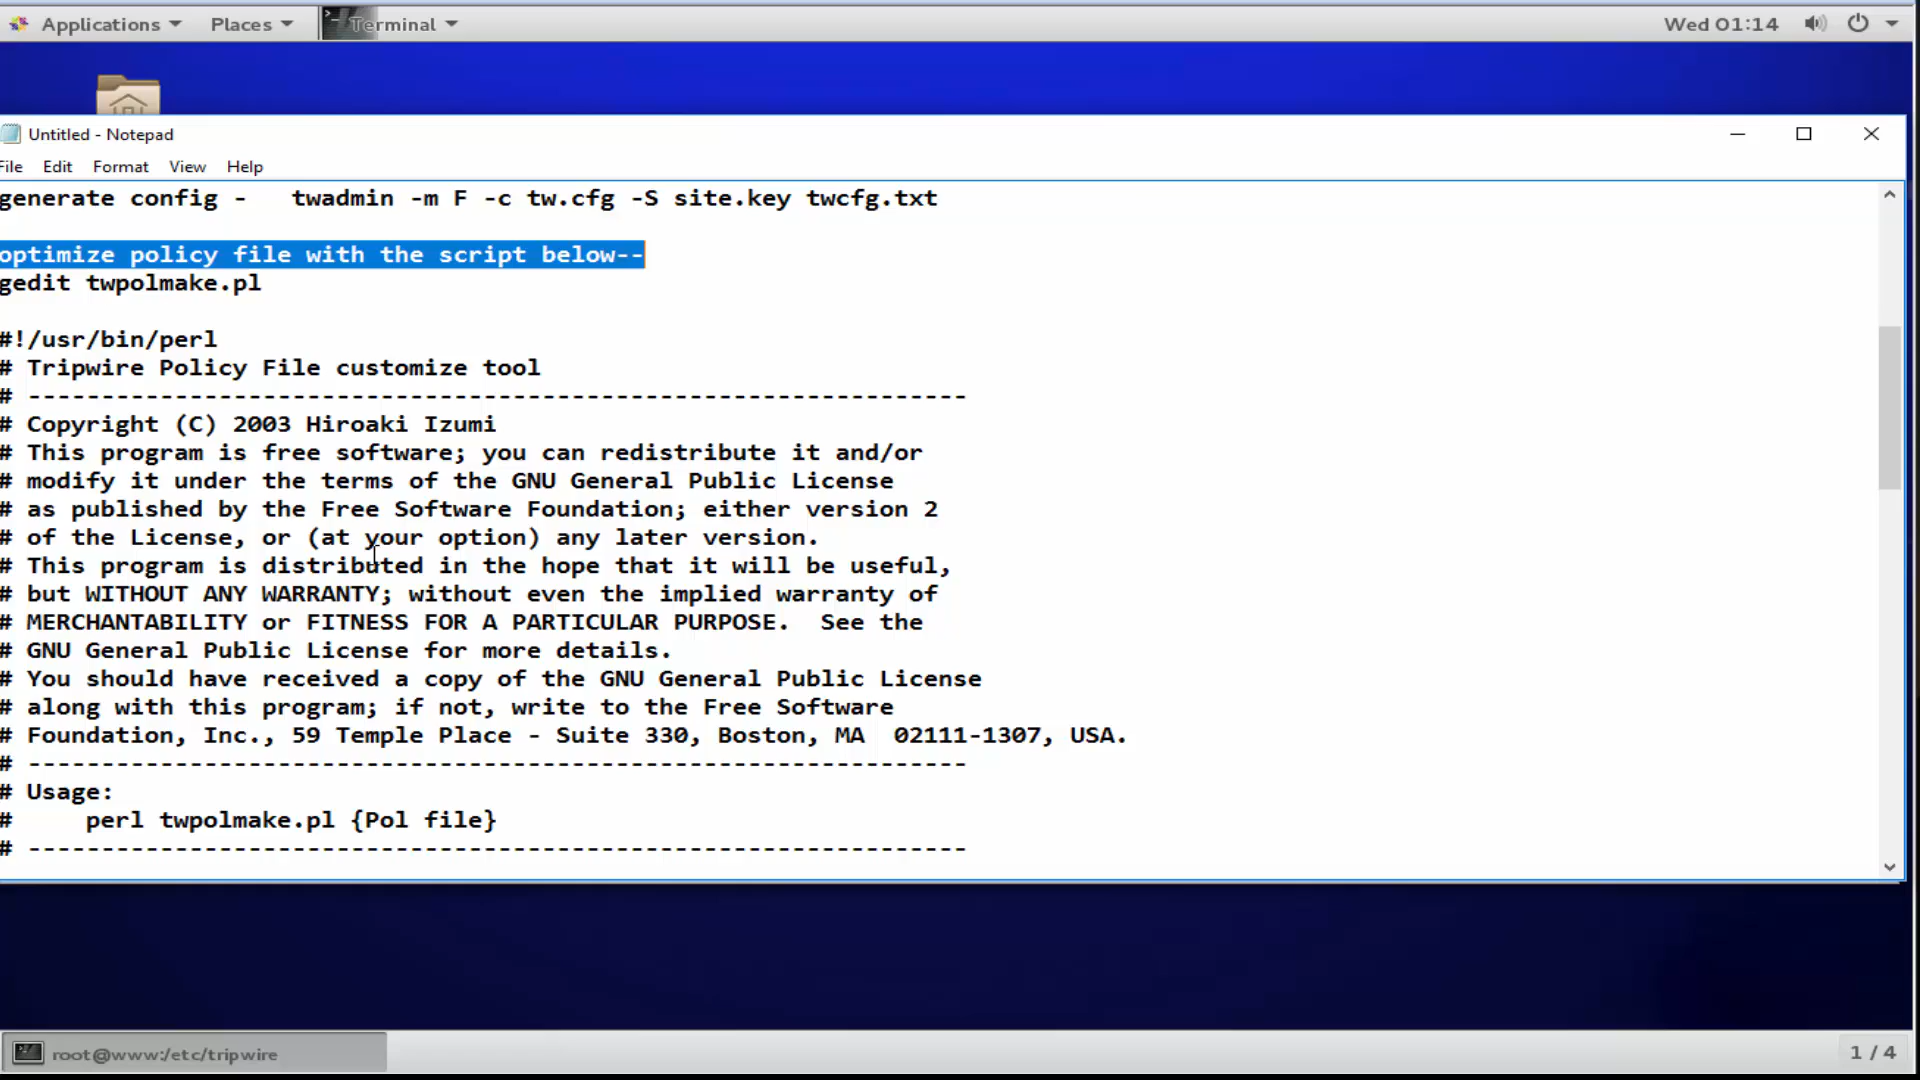 Applications Places Terminal Wed 01:14
Untitled - Notepad
File Edit Format View Help
generate config -   twadmin -m F -c tw.cfg -S site.key twcfg.txt
optimize policy file with the script below--
gedit twpolmake.pl
#!/usr/bin/perl
# Tripwire Policy File customize tool
# ----------------------------------------------------------------
# Copyright (C) 2003 Hiroaki Izumi
# This program is free software; you can redistribute it and/or
# modify it under the terms of the GNU General Public License
# as published by the Free Software Foundation; either version 2
# of the License, or (at your option) any later version.
# This program is distributed in the hope that it will be useful,
# but WITHOUT ANY WARRANTY; without even the implied warranty of
# MERCHANTABILITY or FITNESS FOR A PARTICULAR PURPOSE.  See the
# GNU General Public License for more details.
# You should have received a copy of the GNU General Public License
# along with this program; if not, write to the Free Software
# Foundation, Inc., 59 Temple Place - Suite 330, Boston, MA  02111-1307, USA.
# ----------------------------------------------------------------
# Usage:
#     perl twpolmake.pl {Pol file}
# ----------------------------------------------------------------
root@www:/etc/tripwire 1 / 4